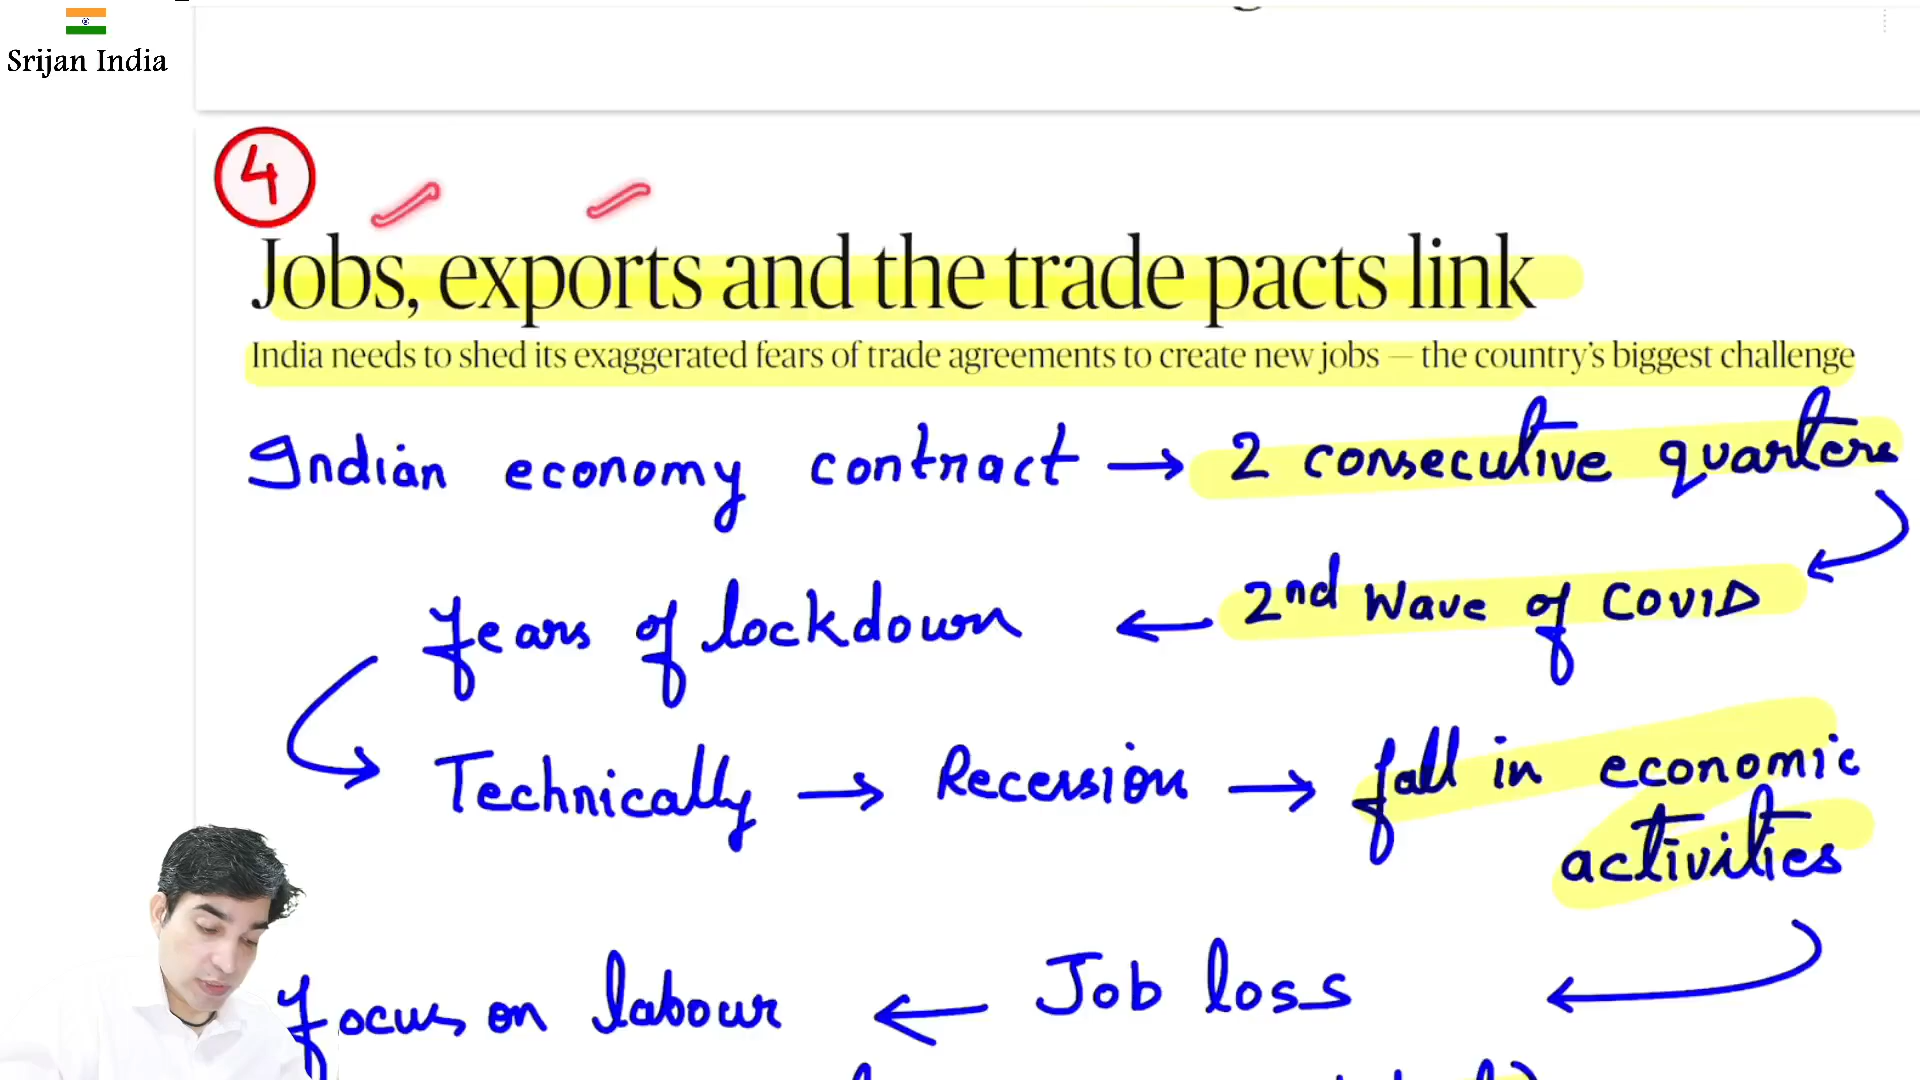 Srijan India
4
Jobs, exports and the trade pacts link
India needs to shed its exaggerated fears of trade agreements to create new jobs — the country's biggest challenge
Indian economy contract → 2 consecutive quarters
fears of lockdown ← 2nd Wave of COVID
Technically → Recession → fall in economic
activities
focus on labour ← Job loss